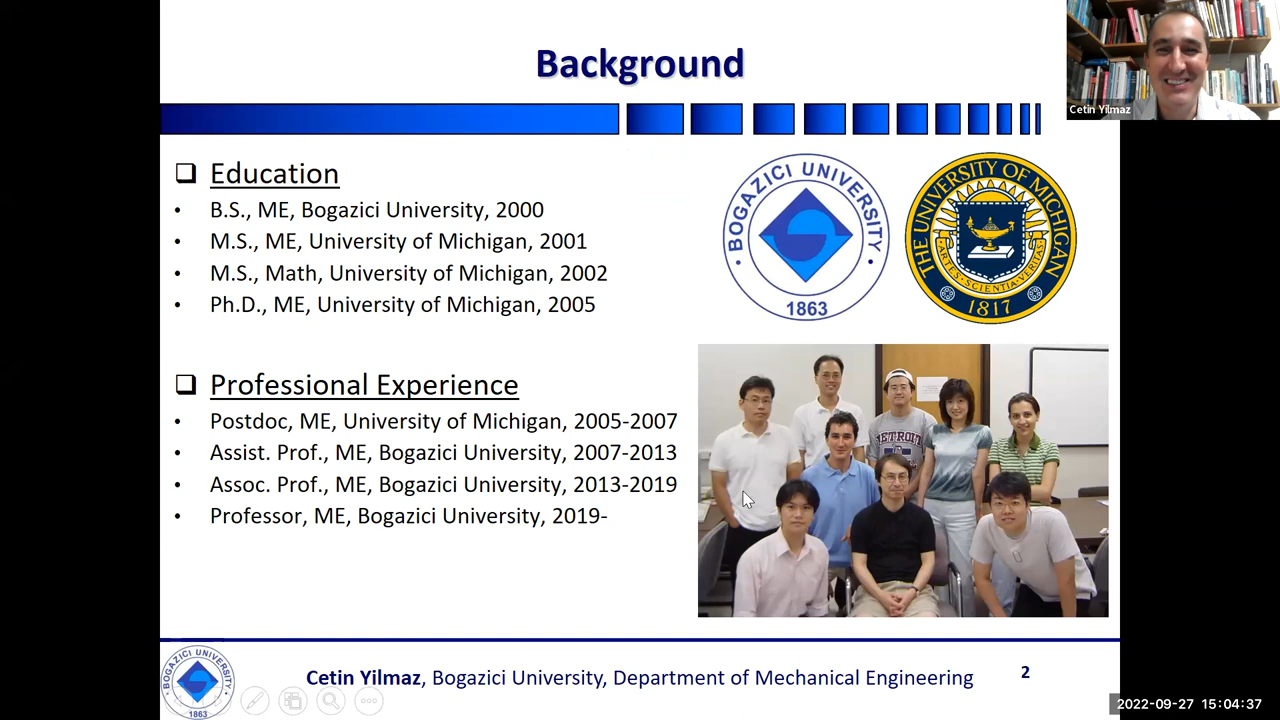 Background
Cetin Yilmaz
❑ Education
• B.S., ME, Bogazici University, 2000
• M.S., ME, University of Michigan, 2001
• M.S., Math, University of Michigan, 2002
• Ph.D., ME, University of Michigan, 2005
• BOGAZICI UNIVERSITY •
1863
THE UNIVERSITY OF MICHIGAN
ARTES · SCIENTIA · VERITAS
1817
❑ Professional Experience
• Postdoc, ME, University of Michigan, 2005-2007
• Assist. Prof., ME, Bogazici University, 2007-2013
• Assoc. Prof., ME, Bogazici University, 2013-2019
• Professor, ME, Bogazici University, 2019-
DETROIT
BOGAZICI UNIVERSITY
1863
Cetin Yilmaz, Bogazici University, Department of Mechanical Engineering
2
2022-09-27 15:04:37